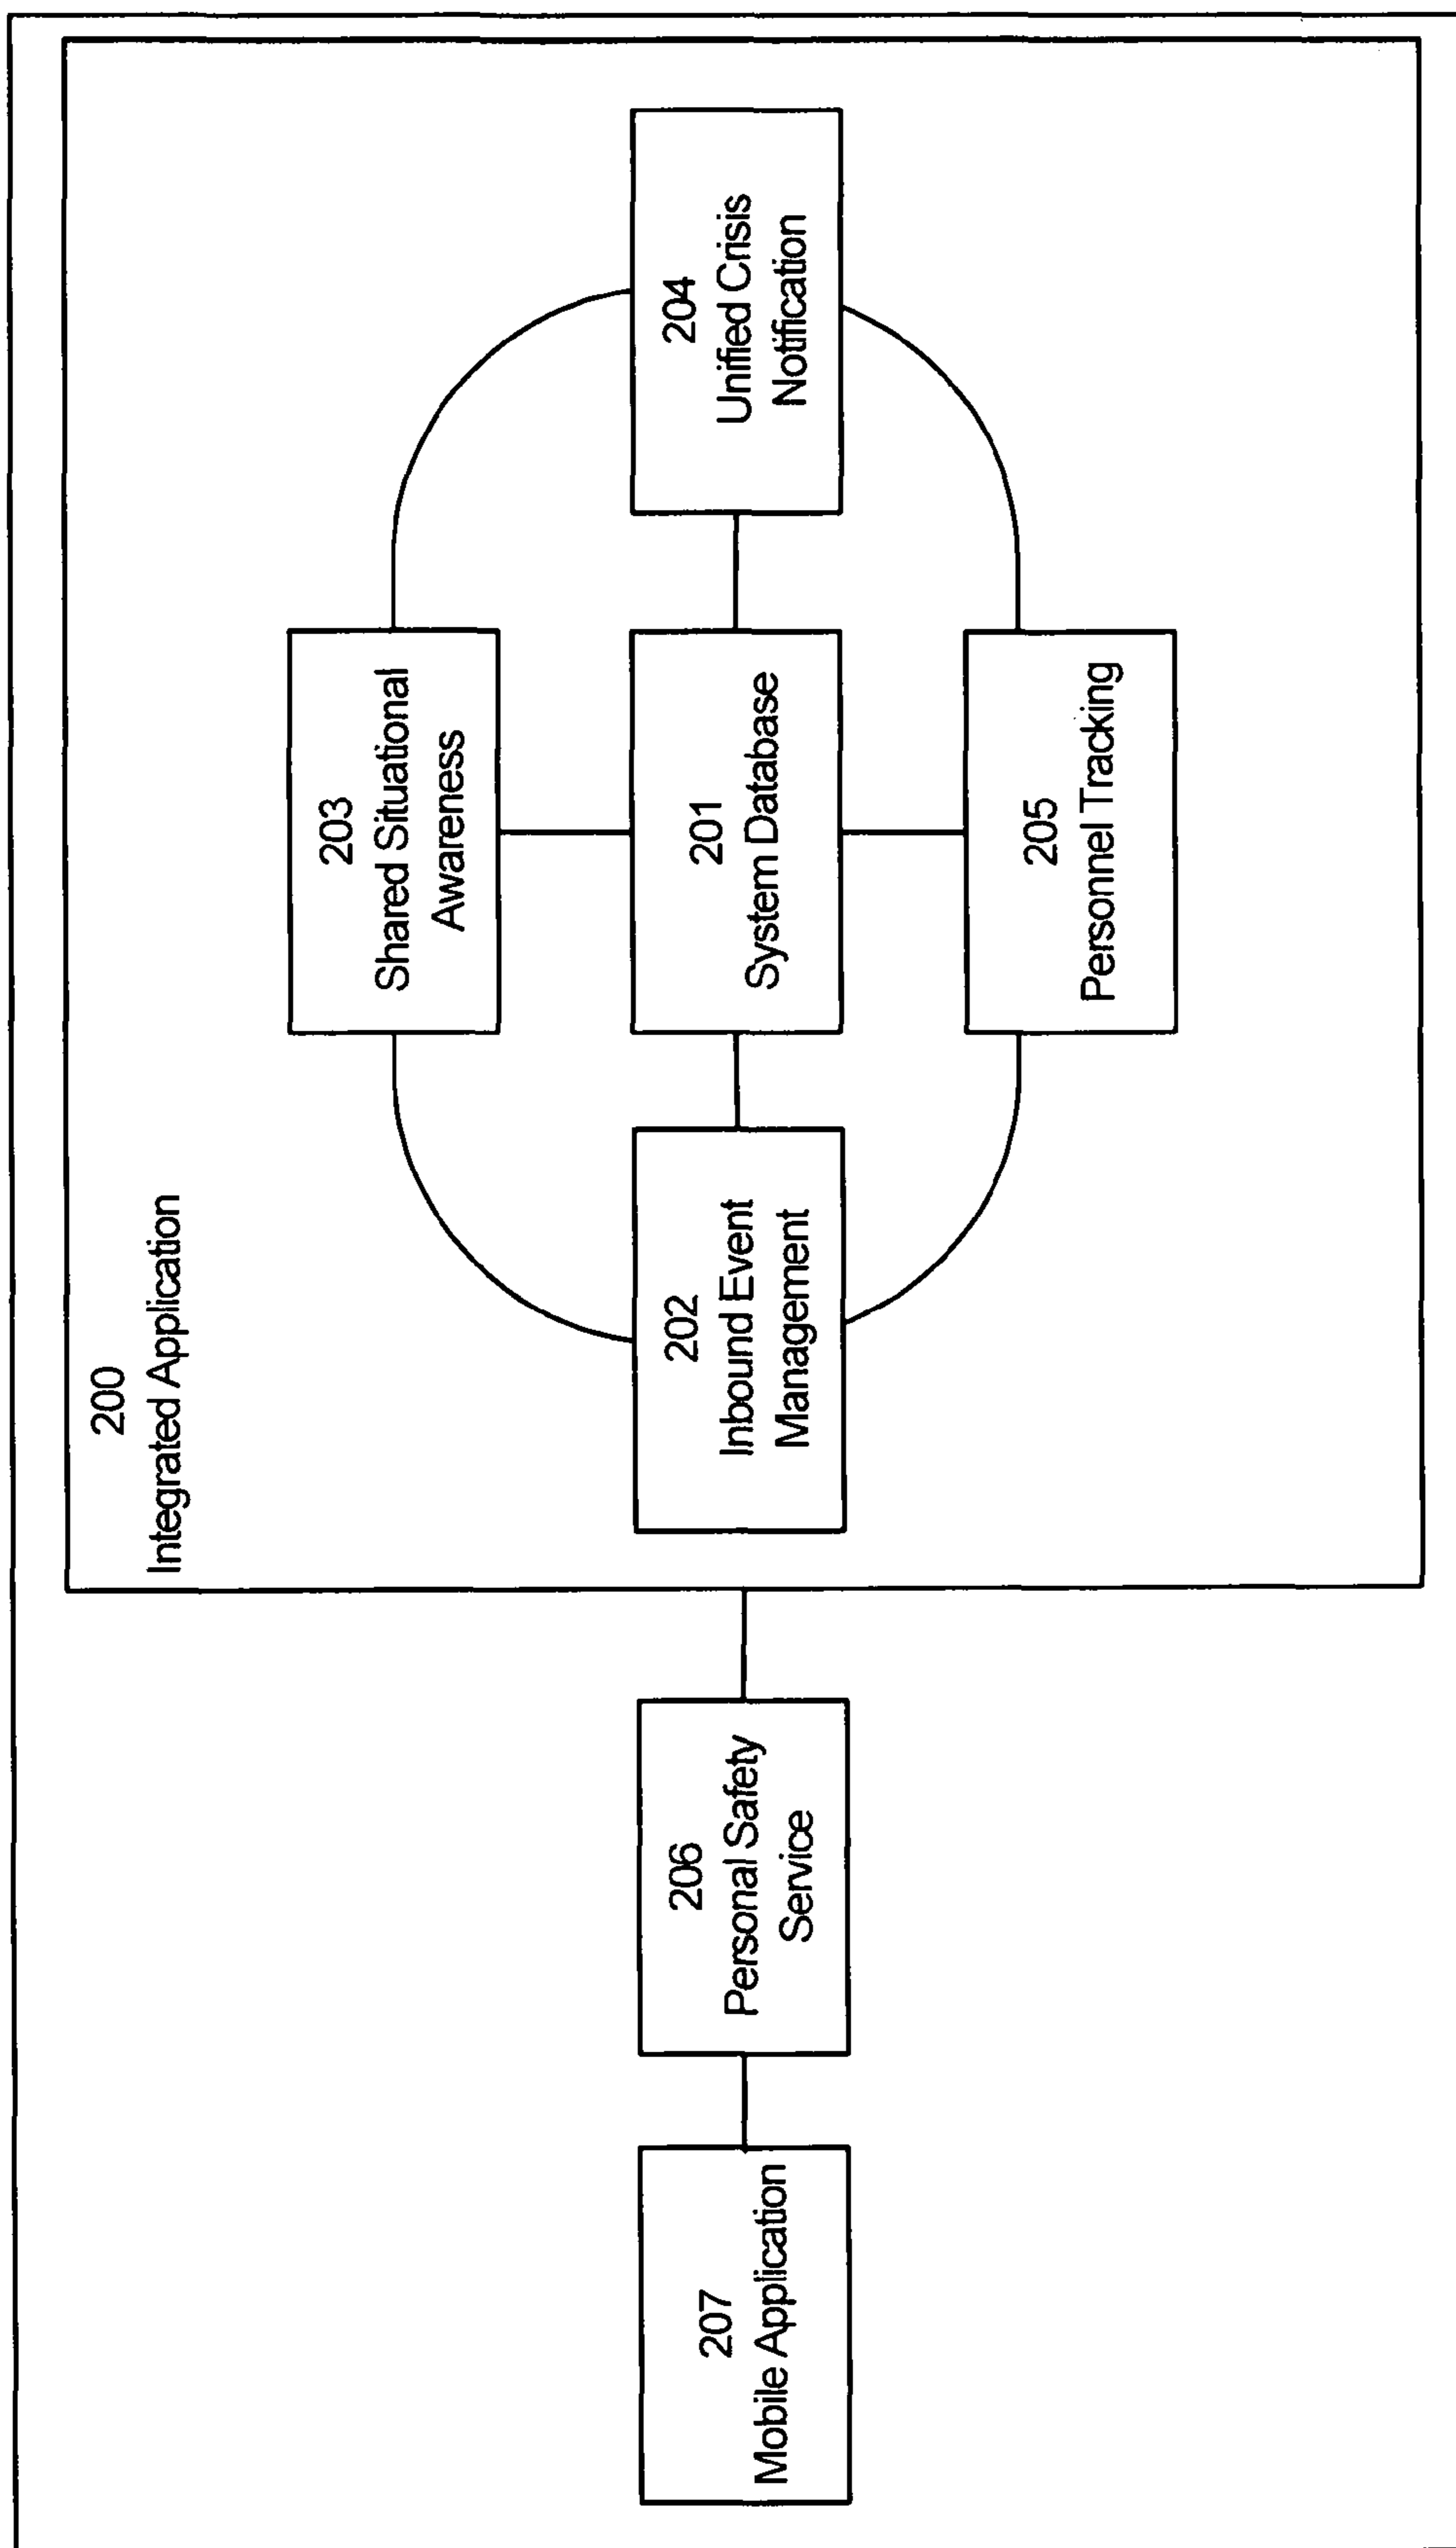 200
Integrated Application
203
Shared Situational
Awareness
207
Mobile Application
206
Personal Safety
Service
202
Inbound Event
Management
201
System Database
204
Unified Crisis
Notification
205
Personnel Tracking